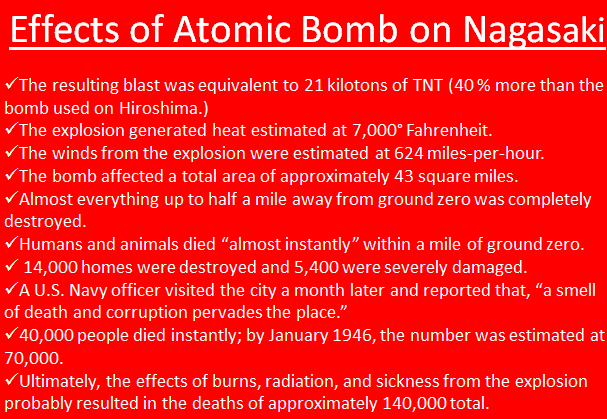 Effects of Atomic Bomb on Nagasaki
✓The resulting blast was equivalent to 21 kilotons of TNT (40 % more than the
bomb used on Hiroshima.)
✓The explosion generated heat estimated at 7,000° Fahrenheit.
✓The winds from the explosion were estimated at 624 miles-per-hour.
✓The bomb affected a total area of approximately 43 square miles.
✓Almost everything up to half a mile away from ground zero was completely
destroyed.
✓Humans and animals died “almost instantly” within a mile of ground zero.
✓ 14,000 homes were destroyed and 5,400 were severely damaged.
✓A U.S. Navy officer visited the city a month later and reported that, “a smell
of death and corruption pervades the place.”
✓40,000 people died instantly; by January 1946, the number was estimated at
70,000.
✓Ultimately, the effects of burns, radiation, and sickness from the explosion
probably resulted in the deaths of approximately 140,000 total.